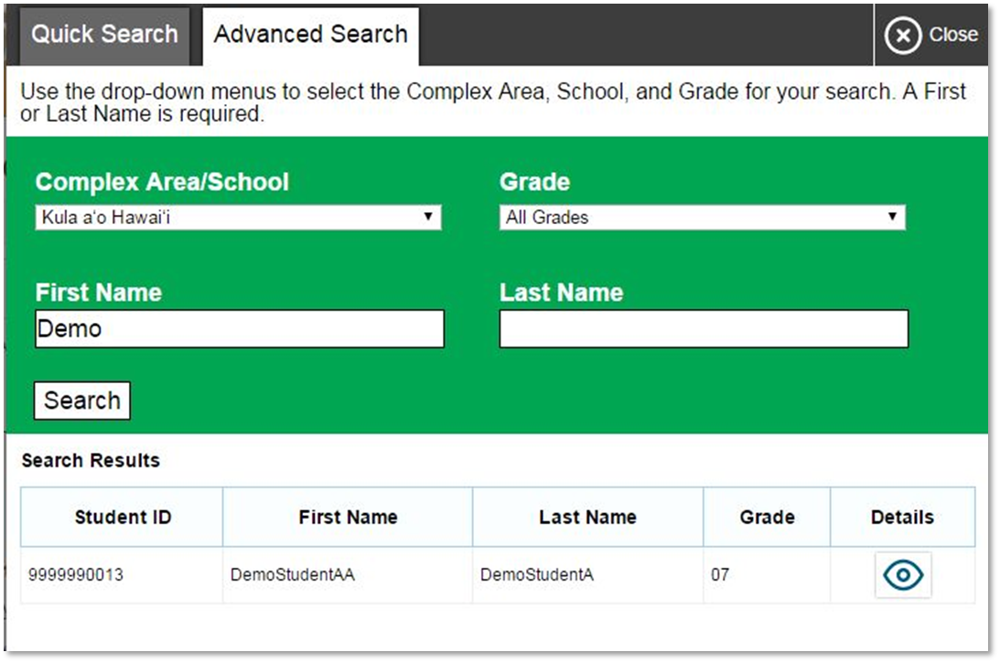 Quick Search
Advanced Search
Close
Use the drop-down menus to select the Complex Area, School, and Grade for your search. A First
or Last Name is required.
Complex Area/School
Grade
Kula aʻo Hawaiʻi
All Grades
First Name
Last Name
Demo
Search
Search Results
Student ID First Name Last Name Grade Details
9999990013 DemoStudentAA DemoStudentA 07